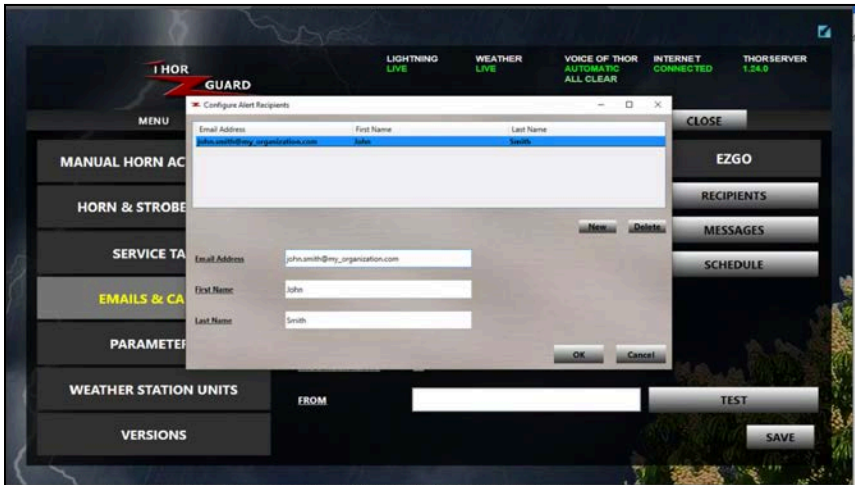 THOR
GUARD
LIGHTNING
LIVE
WEATHER
LIVE
VOICE OF THOR
AUTOMATIC
ALL CLEAR
INTERNET
CONNECTED
THORSERVER
1.24.0
MENU
CLOSE
Configure Alert Recipients
Email Address First Name Last Name
john.smith@my_organization.com John Smith
New Delete
Email Address john.smith@my_organization.com
First Name John
Last Name Smith
OK Cancel
MANUAL HORN AC
HORN & STROBE
SERVICE TA
EMAILS & CA
PARAMETE
WEATHER STATION UNITS
VERSIONS
EZGO
RECIPIENTS
MESSAGES
SCHEDULE
FROM
TEST
SAVE